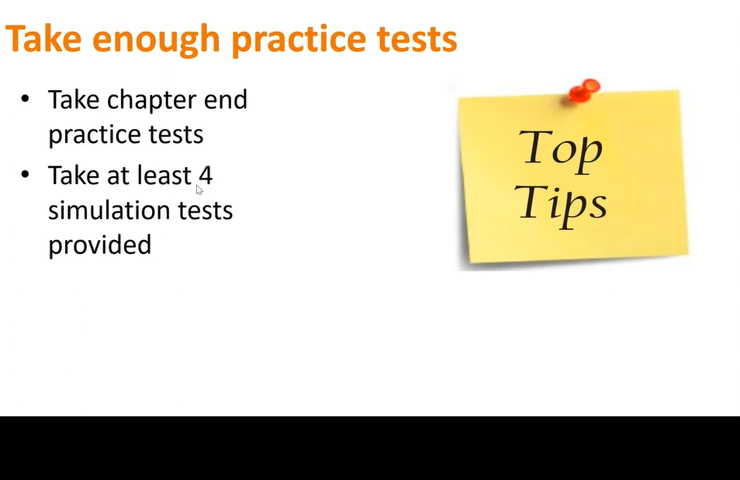 Take enough practice tests
• Take chapter end
practice tests
• Take at least 4
simulation tests
provided
Top
Tips